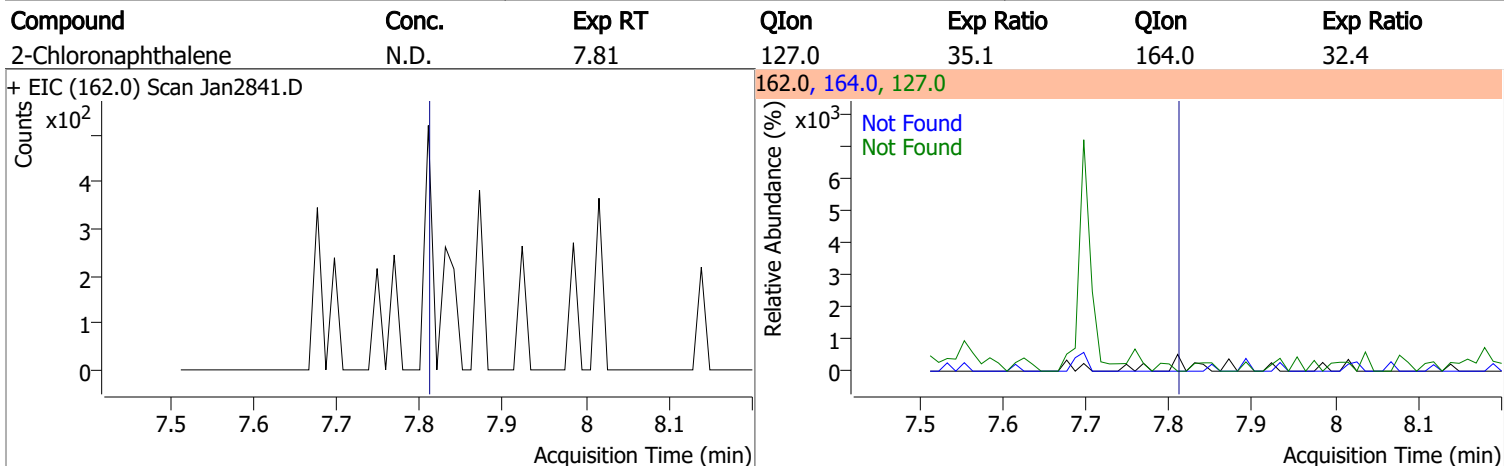 Compound Conc. Exp RT QIon Exp Ratio QIon Exp Ratio
2-Chloronaphthalene N.D. 7.81 127.0 35.1 164.0 32.4
+ EIC (162.0) Scan Jan2841.D
Counts
x10²
4
3
2
1
0
7.5 7.6 7.7 7.8 7.9 8 8.1
Acquisition Time (min)
162.0, 164.0, 127.0
Relative Abundance (%)
x10³
Not Found
Not Found
6
5
4
3
2
1
0
7.5 7.6 7.7 7.8 7.9 8 8.1
Acquisition Time (min)